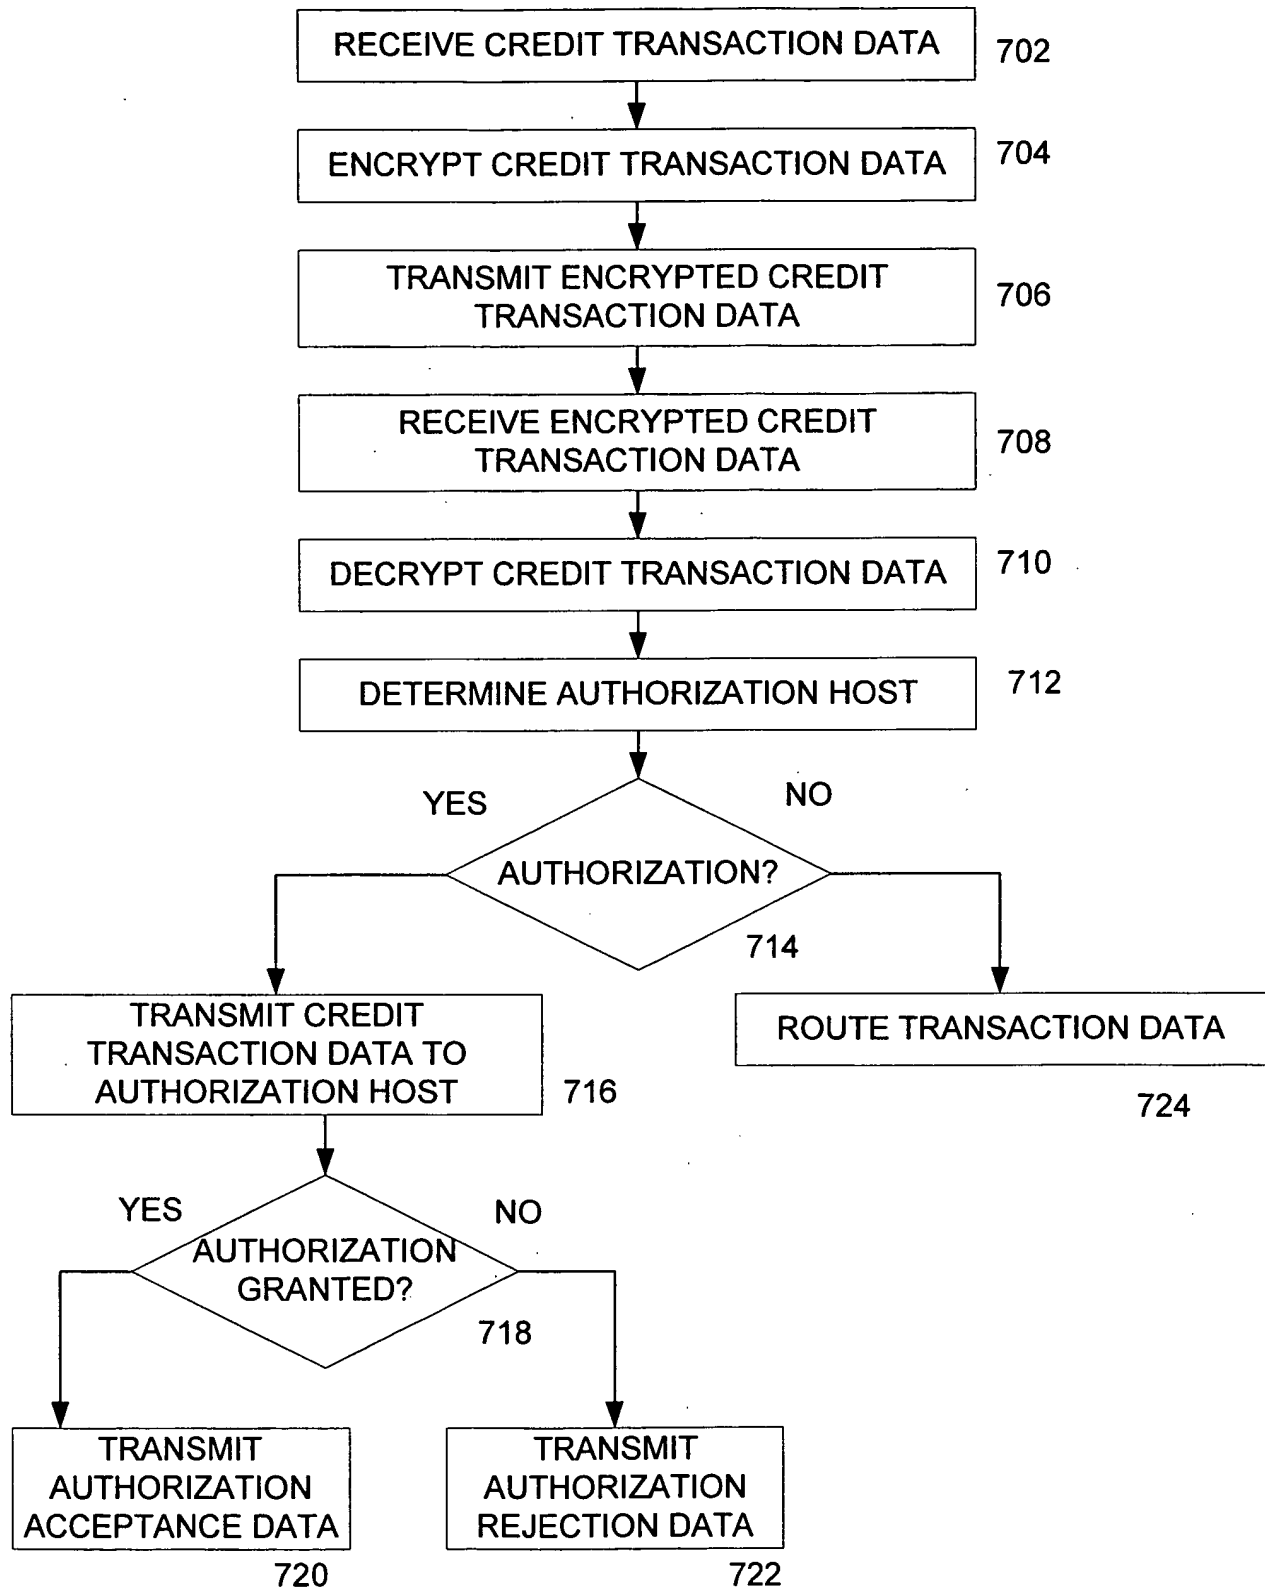 RECEIVE CREDIT TRANSACTION DATA
702
ENCRYPT CREDIT TRANSACTION DATA
704
TRANSMIT ENCRYPTED CREDIT
TRANSACTION DATA
706
RECEIVE ENCRYPTED CREDIT
TRANSACTION DATA
708
DECRYPT CREDIT TRANSACTION DATA
710
DETERMINE AUTHORIZATION HOST
712
YES
NO
AUTHORIZATION?
714
TRANSMIT CREDIT
TRANSACTION DATA TO
AUTHORIZATION HOST
716
ROUTE TRANSACTION DATA
724
YES
NO
AUTHORIZATION
GRANTED?
718
TRANSMIT
AUTHORIZATION
ACCEPTANCE DATA
720
TRANSMIT
AUTHORIZATION
REJECTION DATA
722